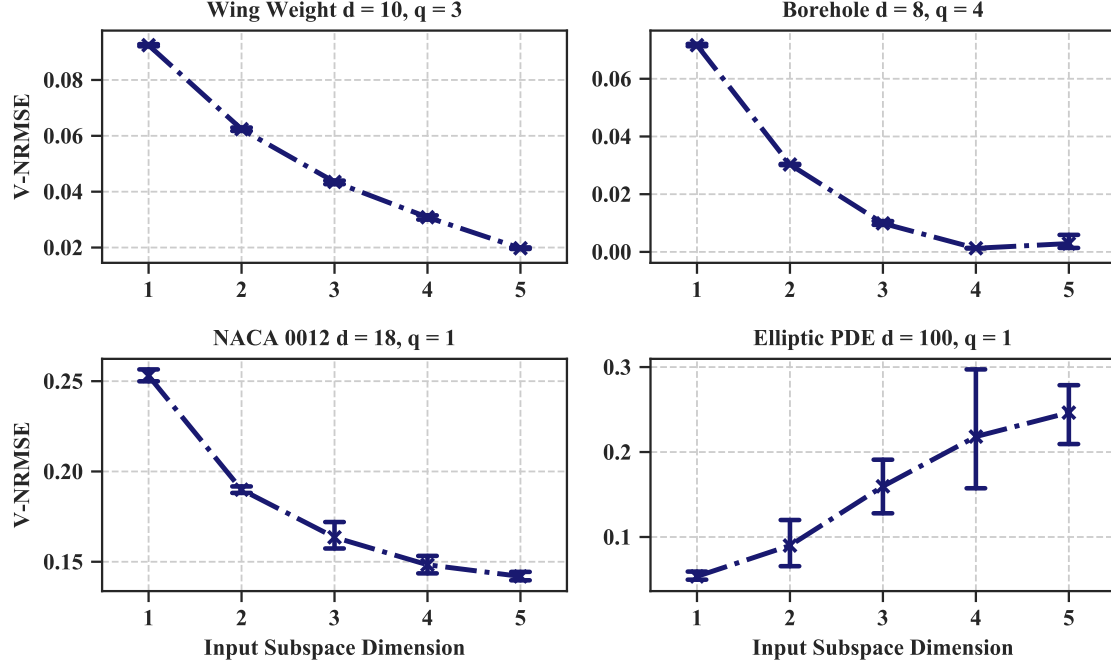 Wing Weight d = 10, q = 3
V-NRMSE
0.08
0.06
0.04
0.02
1 2 3 4 5
Borehole d = 8, q = 4
0.06
0.04
0.02
0.00
1 2 3 4 5
NACA 0012 d = 18, q = 1
V-NRMSE
0.25
0.20
0.15
1 2 3 4 5
Input Subspace Dimension
Elliptic PDE d = 100, q = 1
0.3
0.2
0.1
1 2 3 4 5
Input Subspace Dimension